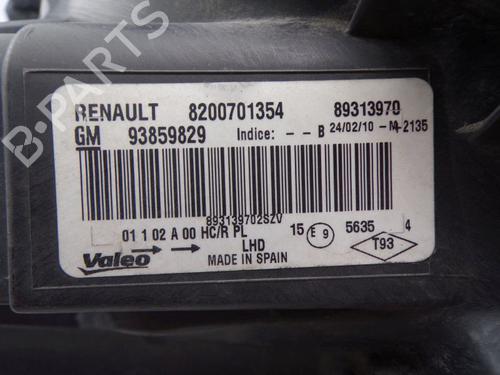 B-PARTS
RENAULT 8200701354 89313970
GM 93859829 Indice: - - B 24/02/10 - M-2135
893139702SZV
01 1 02 A 00 HC/R PL 15 E 9 5635 4
Valeo LHD T93
MADE IN SPAIN